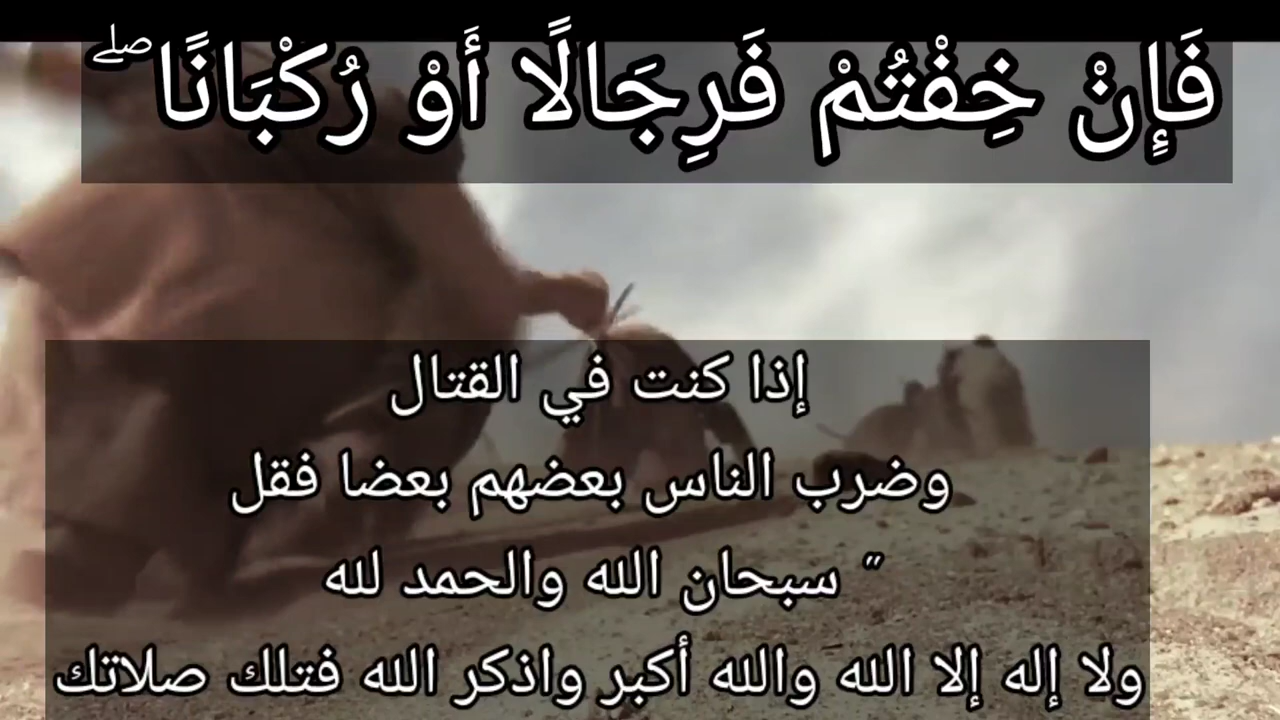 فَإِنْ خِفْتُمْ فَرِجَالًا أَوْ رُكْبَانًا ۖ
إذا كنت في القتال
وضرب الناس بعضهم بعضا فقل
" سبحان الله والحمد لله
ولا إله إلا الله والله أكبر واذكر الله فتلك صلاتك